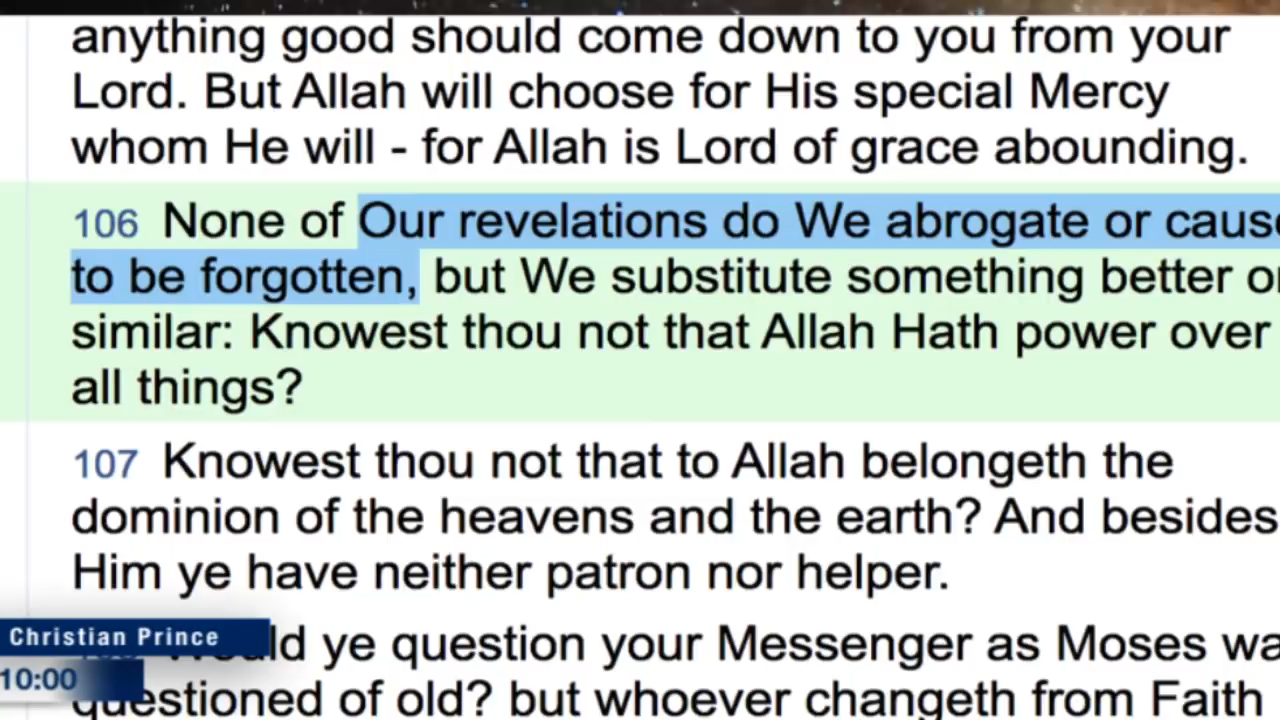 anything good should come down to you from your
Lord. But Allah will choose for His special Mercy
whom He will - for Allah is Lord of grace abounding.
106 None of Our revelations do We abrogate or cause
to be forgotten, but We substitute something better or
similar: Knowest thou not that Allah Hath power over
all things?
107 Knowest thou not that to Allah belongeth the
dominion of the heavens and the earth? And besides
Him ye have neither patron nor helper.
Christian Prince
ye question your Messenger as Moses wa
10:00
questioned of old? but whoever changeth from Faith